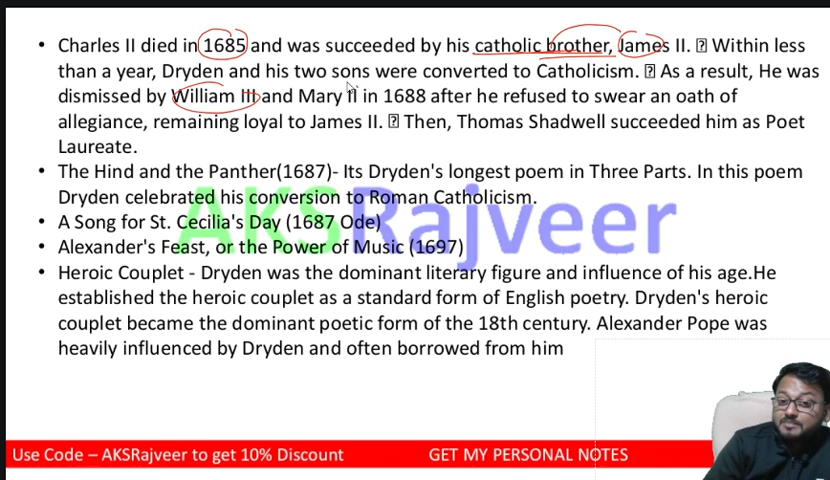 • Charles II died in 1685 and was succeeded by his catholic brother, James II. � Within less
than a year, Dryden and his two sons were converted to Catholicism. � As a result, He was
dismissed by William III and Mary II in 1688 after he refused to swear an oath of
allegiance, remaining loyal to James II. � Then, Thomas Shadwell succeeded him as Poet
Laureate.
• The Hind and the Panther(1687)- Its Dryden's longest poem in Three Parts. In this poem
Dryden celebrated his conversion to Roman Catholicism.
• A Song for St. Cecilia's Day (1687 Ode)
AKSRajveer
• Alexander's Feast, or the Power of Music (1697)
• Heroic Couplet - Dryden was the dominant literary figure and influence of his age.He
established the heroic couplet as a standard form of English poetry. Dryden's heroic
couplet became the dominant poetic form of the 18th century. Alexander Pope was
heavily influenced by Dryden and often borrowed from him
Use Code – AKSRajveer to get 10% Discount GET MY PERSONAL NOTES